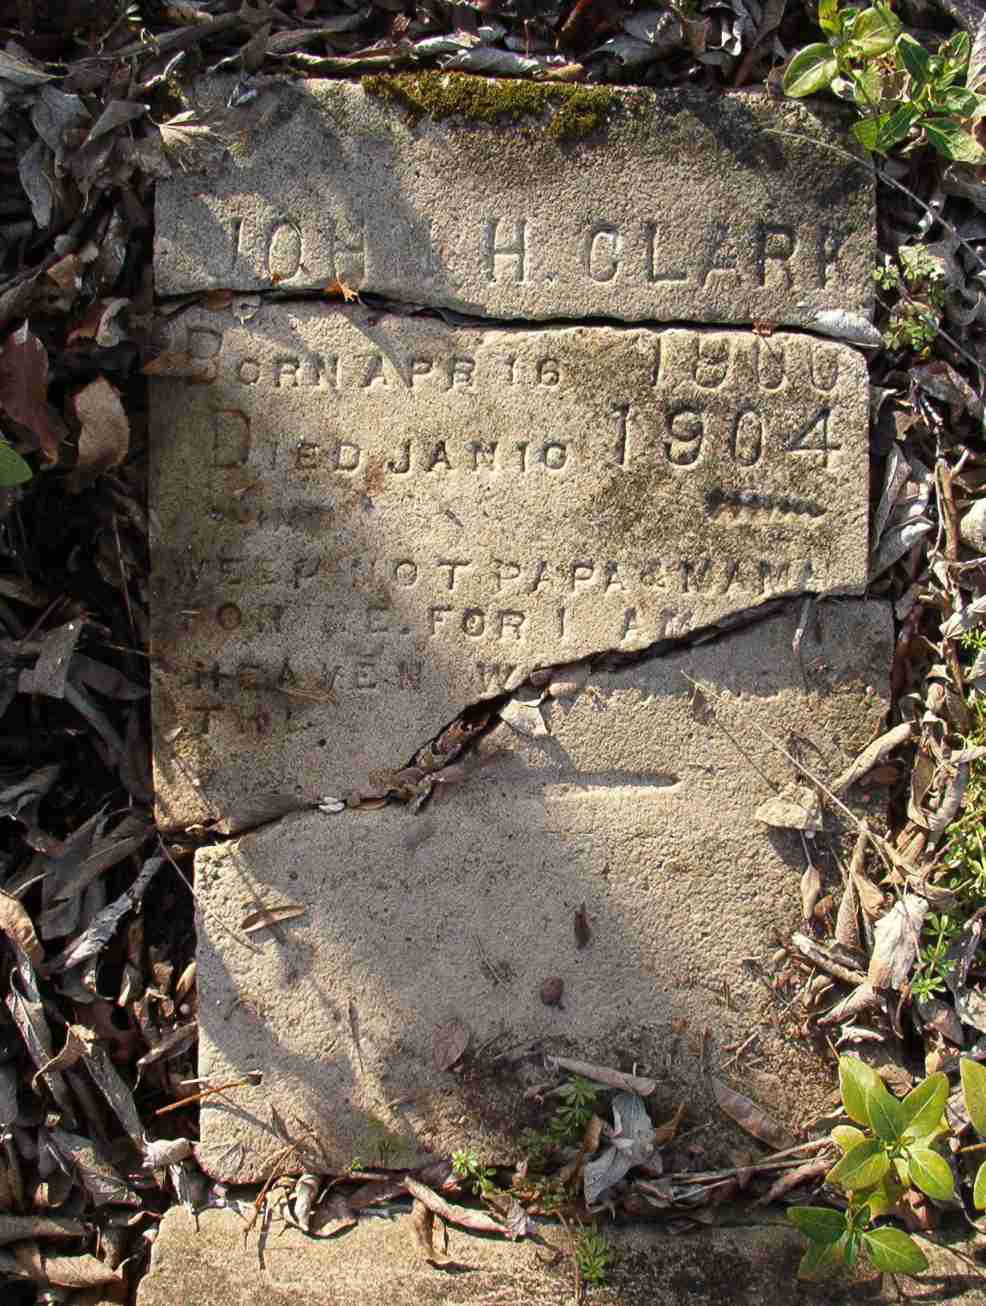 JOHN H. CLARK
BORN APR 16 1900
DIED JAN 10 1904
WEEP NOT PAPA & MAMA
FOR ME. FOR I AM
HEAVEN